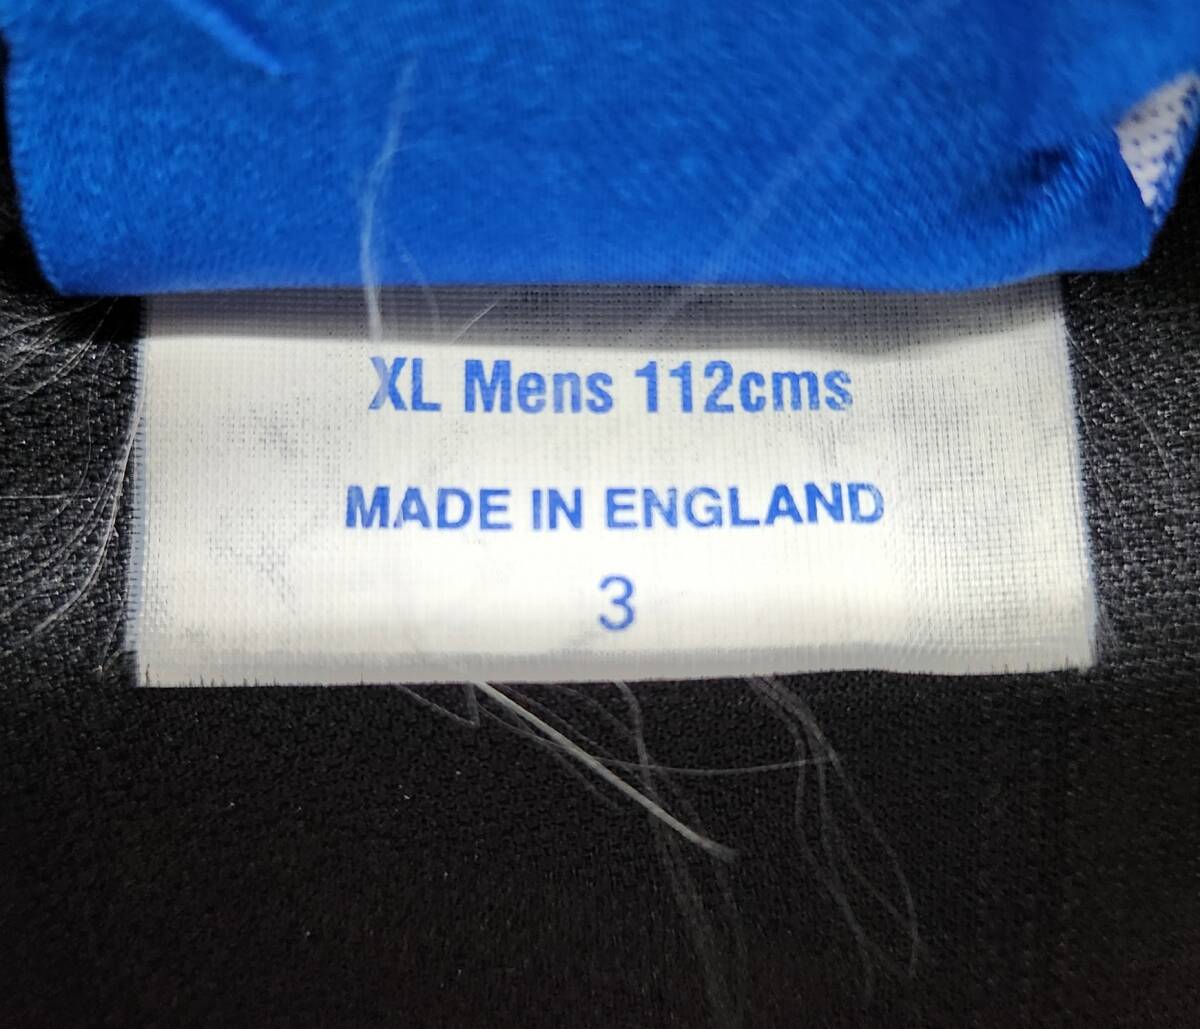 XL Mens 112cms
MADE IN ENGLAND
3